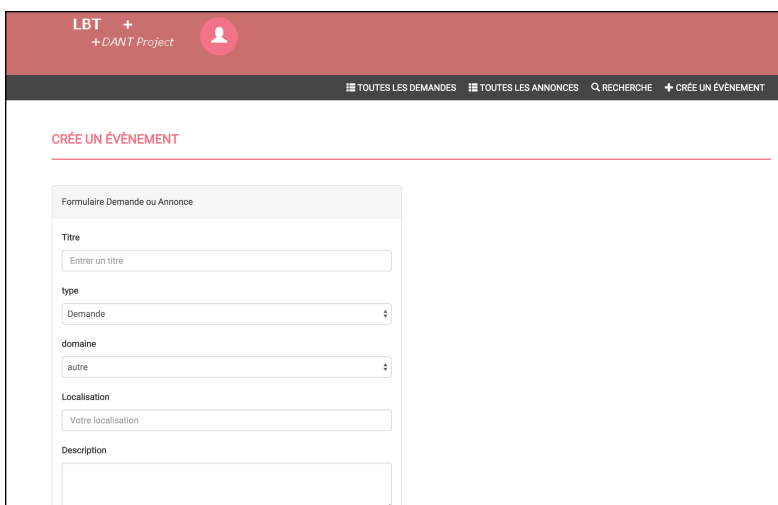 LBT +
+DANT Project
TOUTES LES DEMANDES TOUTES LES ANNONCES RECHERCHE + CRÉE UN ÉVÈNEMENT
CRÉE UN ÉVÈNEMENT
Formulaire Demande ou Annonce
Titre
Entrer un titre
type
Demande
domaine
autre
Localisation
Votre localisation
Description